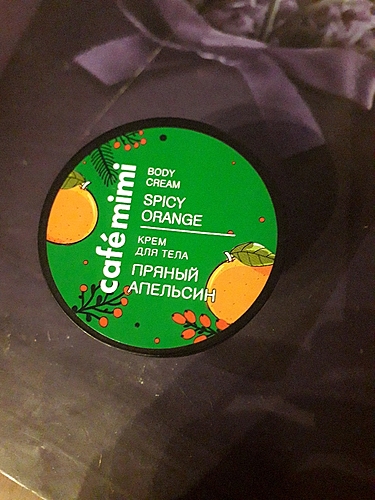 café mimi
BODY
CREAM
SPICY
ORANGE
КРЕМ
ДЛЯ ТЕЛА
ПРЯНЫЙ
АПЕЛЬСИН